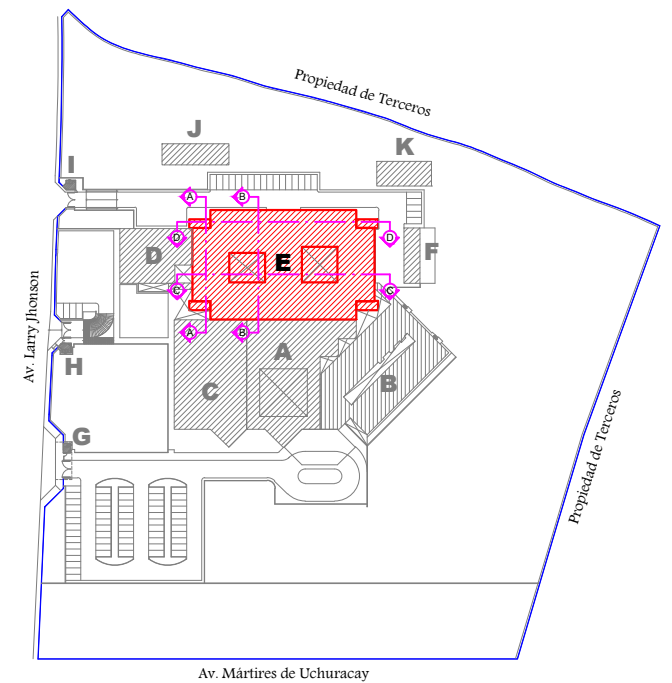 Propiedad de Terceros
J
K
I
A
B
D
D
D
E
F
C
C
Av. Larry Jhonson
A
B
A
H
C
B
G
Propiedad de Terceros
Av. Mártires de Uchuracay